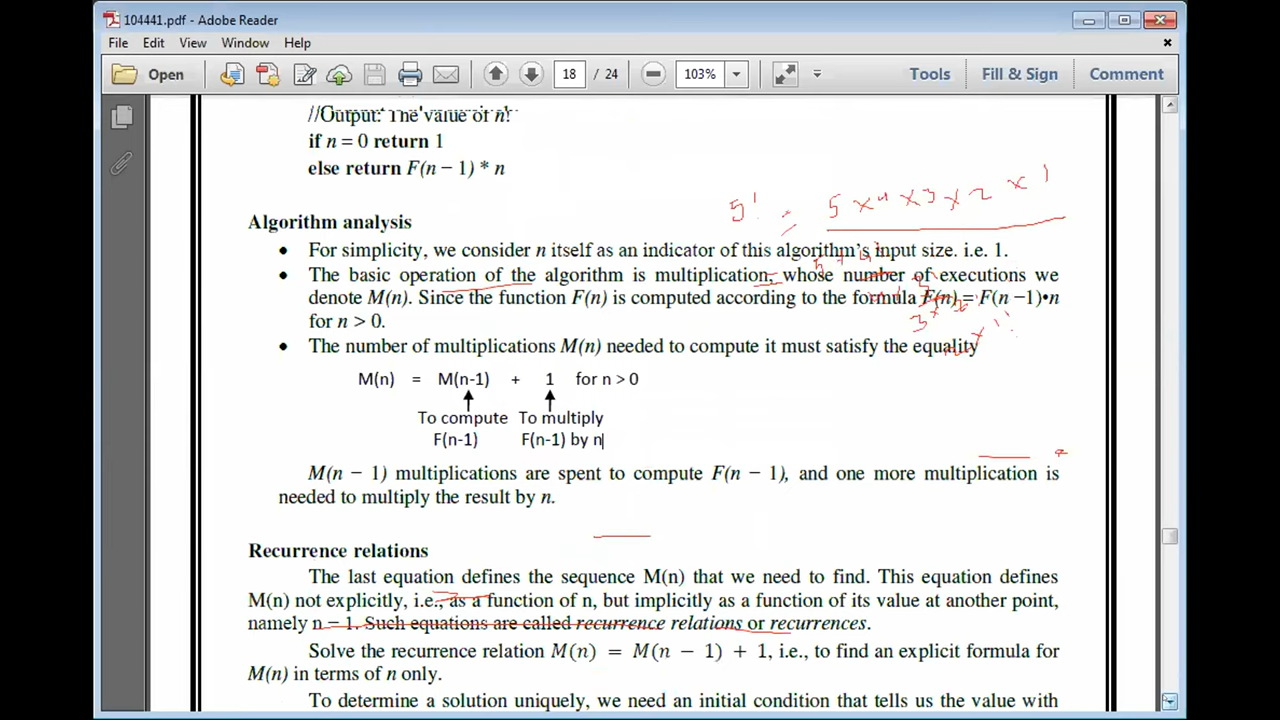 104441.pdf - Adobe Reader
File Edit View Window Help
Open 18 / 24 103% Tools Fill & Sign Comment
//Output: The value of n!
if n = 0 return 1
else return F(n − 1) * n
5! = 5 x 4 x 3 x 2 x 1
Algorithm analysis
• For simplicity, we consider n itself as an indicator of this algorithm's input size. i.e. 1.
• The basic operation of the algorithm is multiplication, whose number of executions we
denote M(n). Since the function F(n) is computed according to the formula F(n) = F(n −1)•n
for n > 0.
• The number of multiplications M(n) needed to compute it must satisfy the equality
M(n) = M(n-1) + 1 for n > 0
To compute To multiply
F(n-1) F(n-1) by n
M(n − 1) multiplications are spent to compute F(n − 1), and one more multiplication is
needed to multiply the result by n.
Recurrence relations
The last equation defines the sequence M(n) that we need to find. This equation defines
M(n) not explicitly, i.e., as a function of n, but implicitly as a function of its value at another point,
namely n − 1. Such equations are called recurrence relations or recurrences.
Solve the recurrence relation M(n) = M(n − 1) + 1, i.e., to find an explicit formula for
M(n) in terms of n only.
To determine a solution uniquely, we need an initial condition that tells us the value with